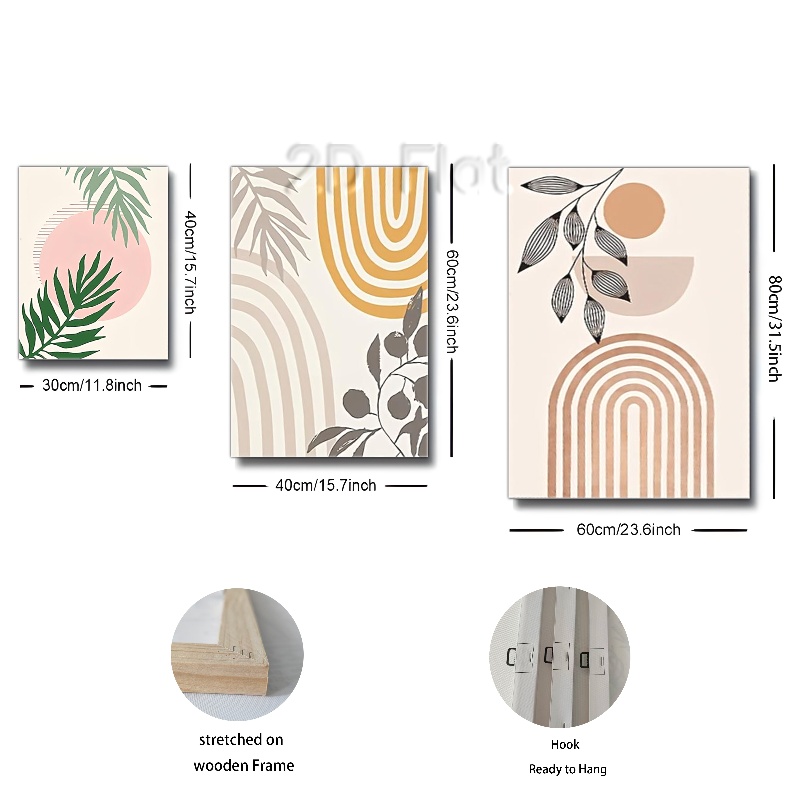 2D Flat
40cm/15.7inch
30cm/11.8inch
60cm/23.6inch
40cm/15.7inch
80cm/31.5inch
60cm/23.6inch
stretched on
wooden Frame
Hook
Ready to Hang